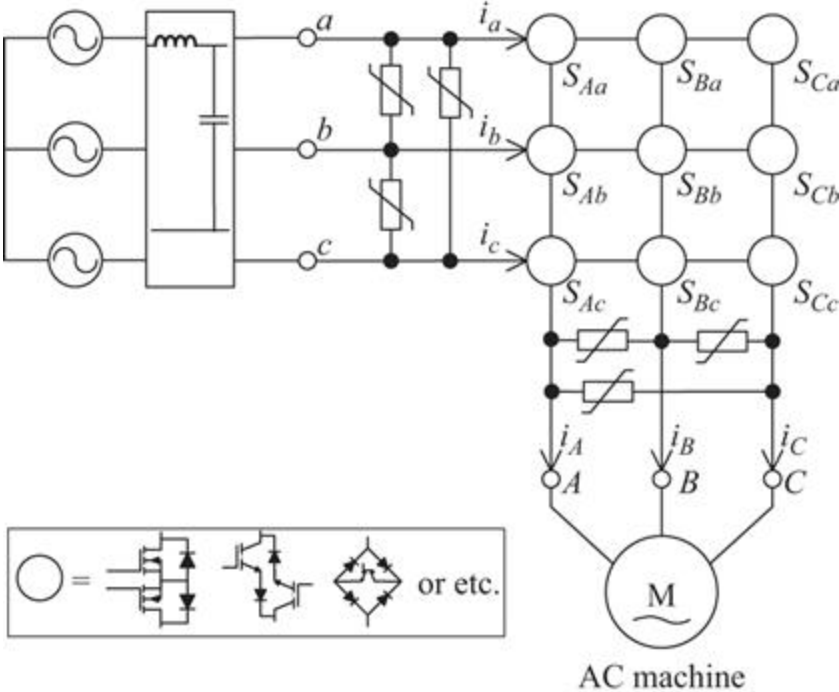 a i_a
S_Aa S_Ba S_Ca
b i_b
S_Ab S_Bb S_Cb
c i_c
S_Ac S_Bc S_Cc
i_A i_B i_C
A B C
= or etc.
M
AC machine